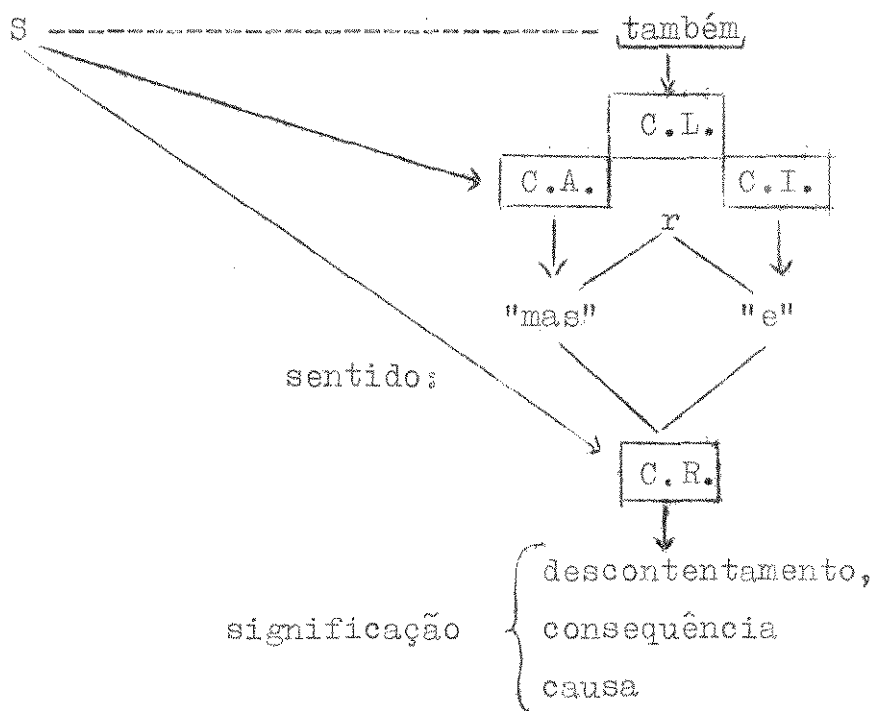 S também
C.L.
C.A. C.I.
r
"mas" "e"
sentido:
C.R.
descontentamento,
significação consequência
causa